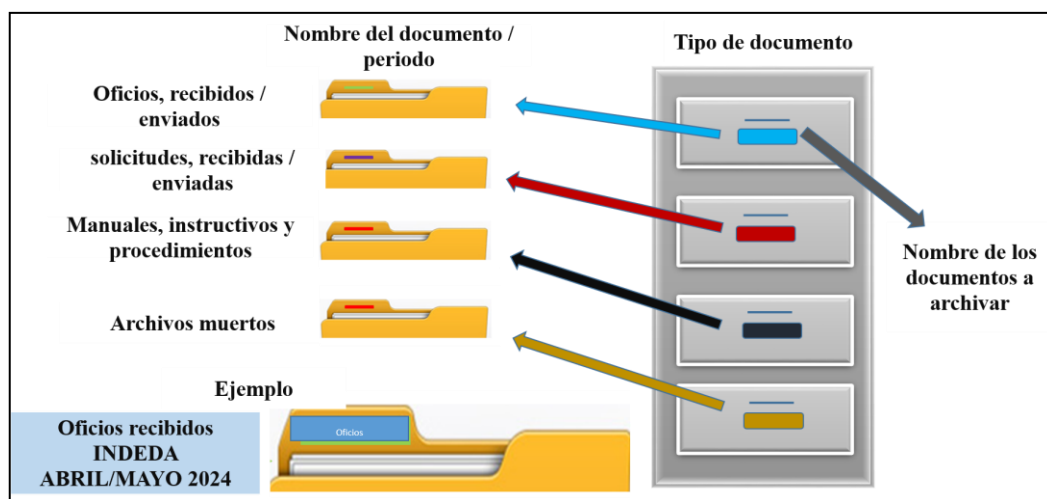 Nombre del documento /
periodo
Tipo de documento
Oficios, recibidos /
enviados
solicitudes, recibidas /
enviadas
Manuales, instructivos y
procedimientos
Nombre de los
documentos a
archivar
Archivos muertos
Ejemplo
Oficios recibidos
INDEDA
ABRIL/MAYO 2024
Oficios